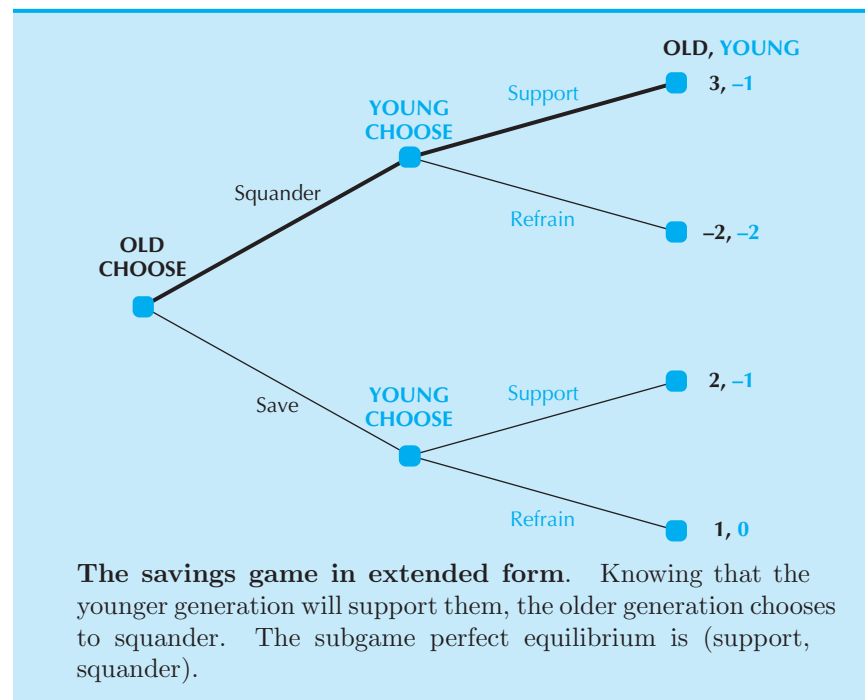 OLD, YOUNG
3, –1
Support
YOUNG
CHOOSE
Squander
Refrain
–2, –2
OLD
CHOOSE
Save
YOUNG
CHOOSE
Support
2, –1
Refrain
1, 0
The savings game in extended form. Knowing that the
younger generation will support them, the older generation chooses
to squander. The subgame perfect equilibrium is (support,
squander).